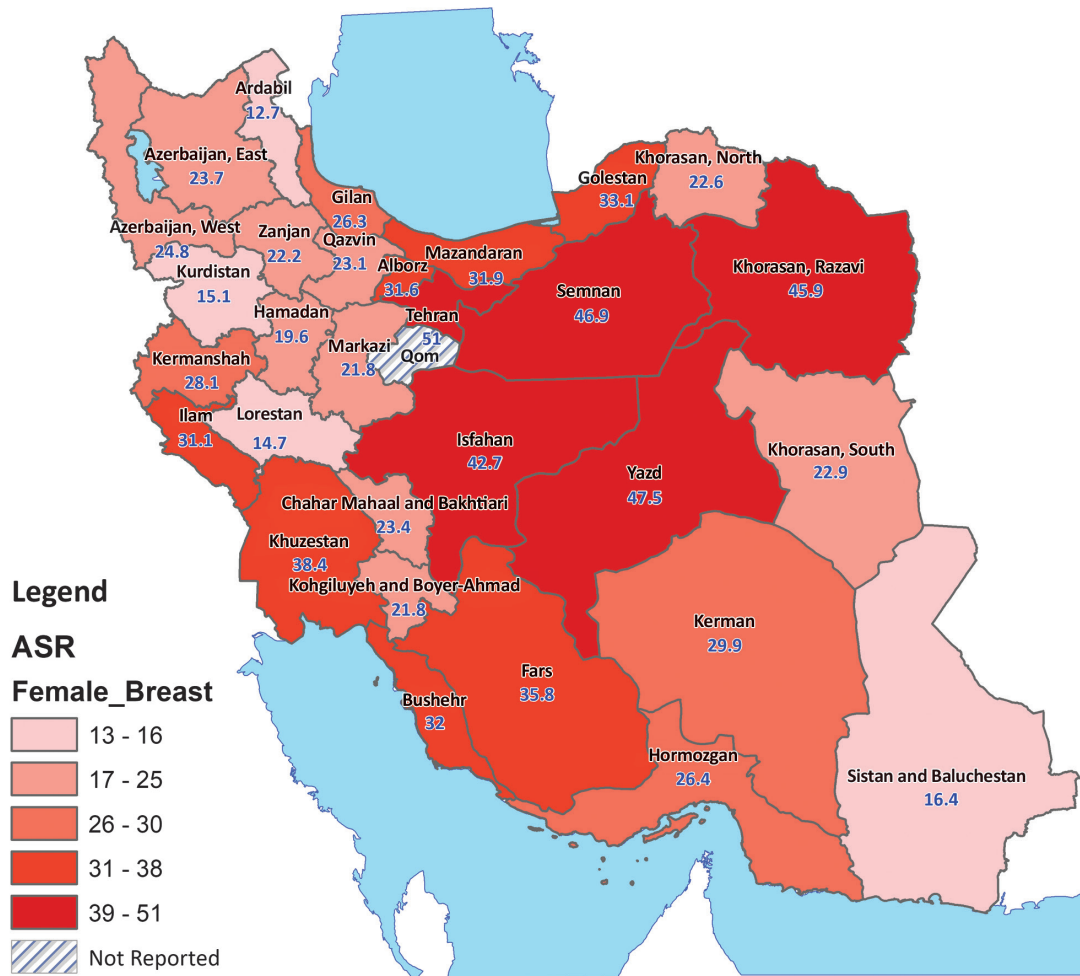 Ardabil
12.7
Azerbaijan, East
23.7
Khorasan, North
22.6
Golestan
33.1
Gilan
26.3
Azerbaijan, West
24.8
Zanjan
22.2
Qazvin
23.1
Mazandaran
31.9
Alborz
31.6
Khorasan, Razavi
45.9
Kurdistan
15.1
Semnan
46.9
Hamadan
19.6
Tehran
51
Qom
Markazi
21.8
Kermanshah
28.1
Ilam
31.1
Lorestan
14.7
Isfahan
42.7
Yazd
47.5
Khorasan, South
22.9
Chahar Mahaal and Bakhtiari
23.4
Khuzestan
38.4
Kohgiluyeh and Boyer-Ahmad
21.8
Kerman
29.9
Fars
35.8
Bushehr
32
Hormozgan
26.4
Sistan and Baluchestan
16.4
Legend
ASR
Female_Breast
13 - 16
17 - 25
26 - 30
31 - 38
39 - 51
Not Reported